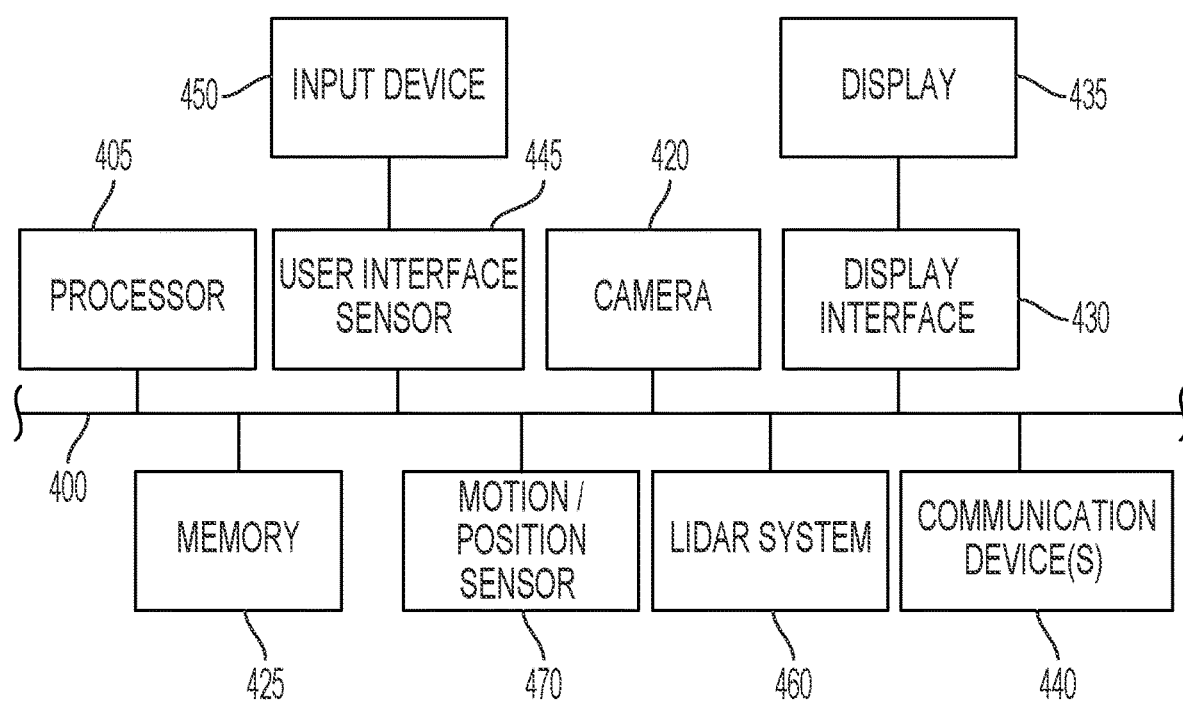 INPUT DEVICE
450
DISPLAY
435
405
445
420
PROCESSOR
USER INTERFACE
SENSOR
CAMERA
DISPLAY
INTERFACE
430
400
MEMORY
MOTION /
POSITION
SENSOR
LIDAR SYSTEM
COMMUNICATION
DEVICE(S)
425
470
460
440